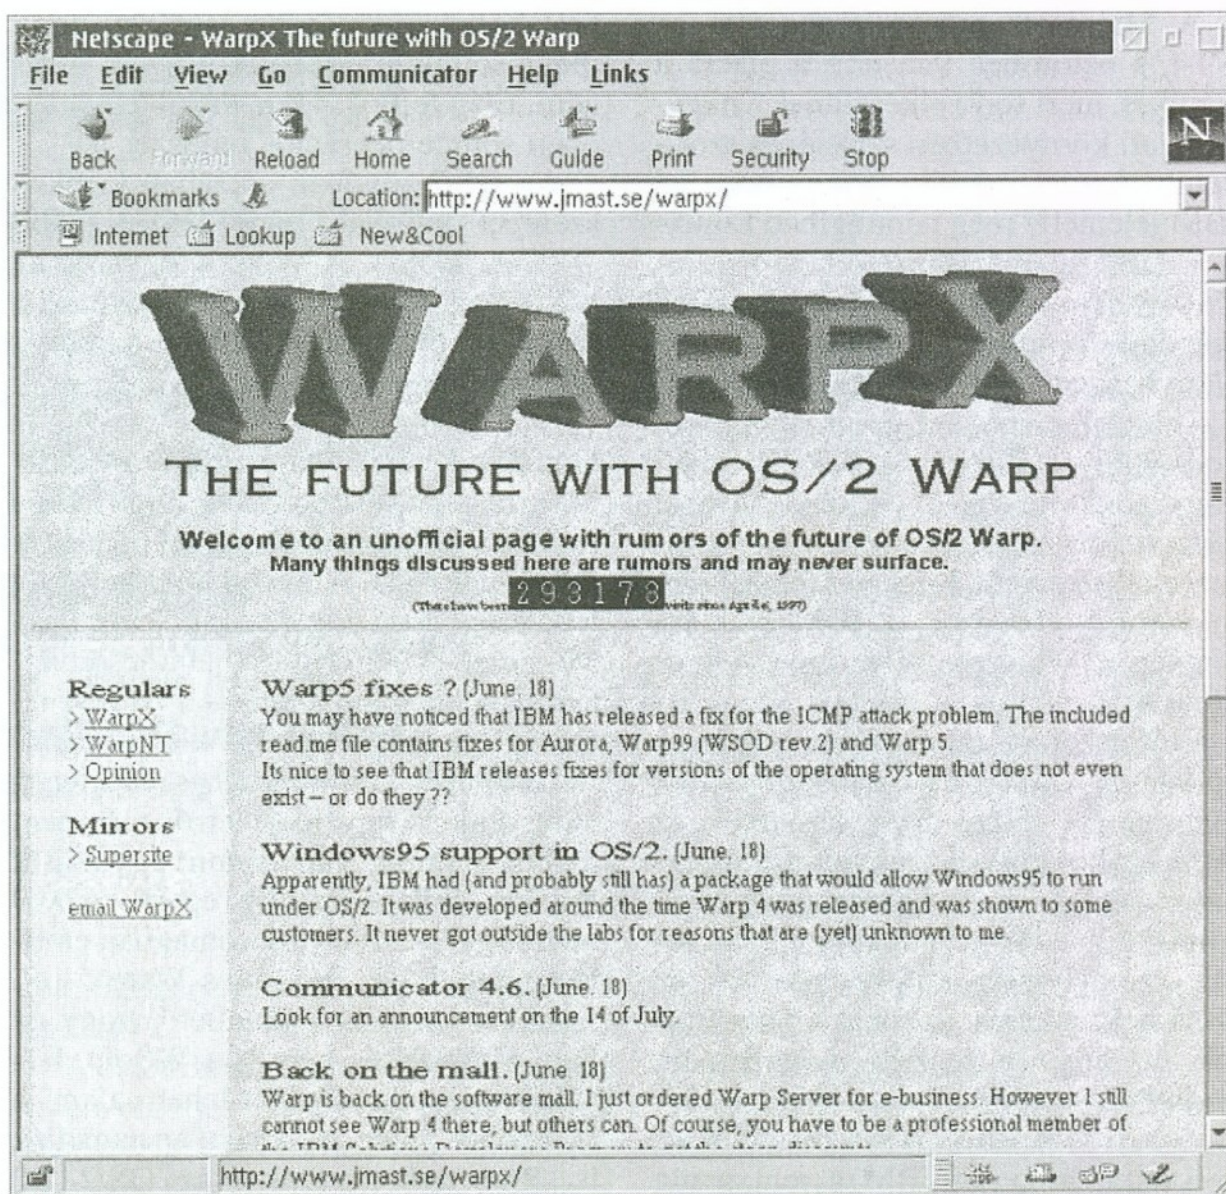 Netscape - WarpX The future with OS/2 Warp
File Edit View Go Communicator Help Links
Back Forward Reload Home Search Guide Print Security Stop
N
Bookmarks Location: http://www.jmast.se/warpx/
Internet Lookup New&Cool
WARPX
THE FUTURE WITH OS/2 WARP
Welcome to an unofficial page with rumors of the future of OS/2 Warp.
Many things discussed here are rumors and may never surface.
(There have been 293178 visits since April 6, 1997)
Regulars
> WarpX
> WarpNT
> Opinion
Mirrors
> Supersite
email WarpX
Warp5 fixes ? (June, 18)
You may have noticed that IBM has released a fix for the ICMP attack problem. The included
read.me file contains fixes for Aurora, Warp99 (WSOD rev.2) and Warp 5.
Its nice to see that IBM releases fixes for versions of the operating system that does not even
exist – or do they ??
Windows95 support in OS/2. (June, 18)
Apparently, IBM had (and probably still has) a package that would allow Windows95 to run
under OS/2. It was developed around the time Warp 4 was released and was shown to some
customers. It never got outside the labs for reasons that are (yet) unknown to me.
Communicator 4.6. (June, 18)
Look for an announcement on the 14 of July.
Back on the mall. (June, 18)
Warp is back on the software mall. I just ordered Warp Server for e-business. However I still
cannot see Warp 4 there, but others can. Of course, you have to be a professional member of
http://www.jmast.se/warpx/